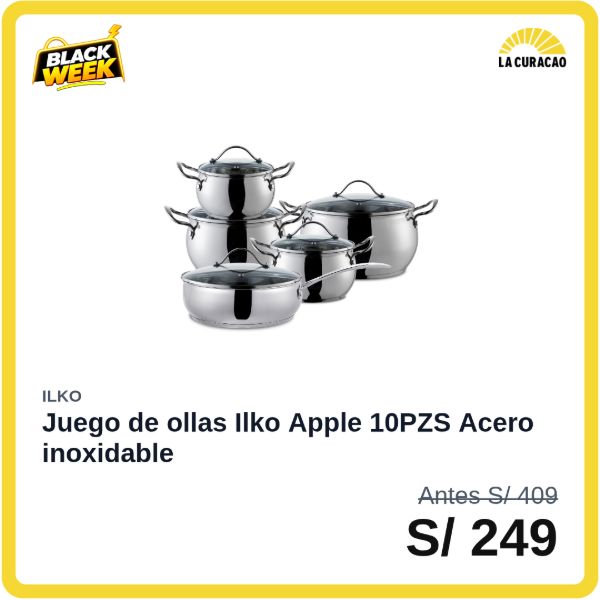 BLACK
WEEK
LA CURACAO
ILKO
Juego de ollas Ilko Apple 10PZS Acero
inoxidable
Antes S/ 409
S/ 249